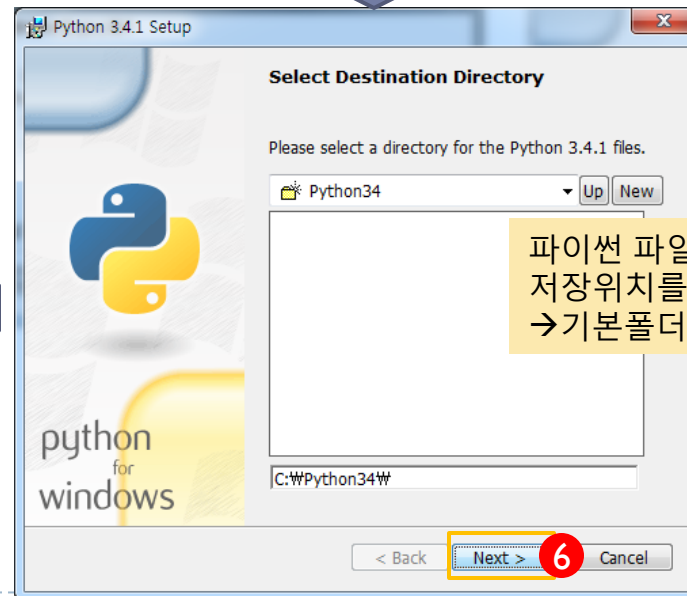 Python 3.4.1 Setup
Select Destination Directory
Please select a directory for the Python 3.4.1 files.
Python34
Up
New
파이썬 파일
저장위치를
→기본폴더
python
for
windows
C:₩Python34₩
< Back
Next >
6
Cancel